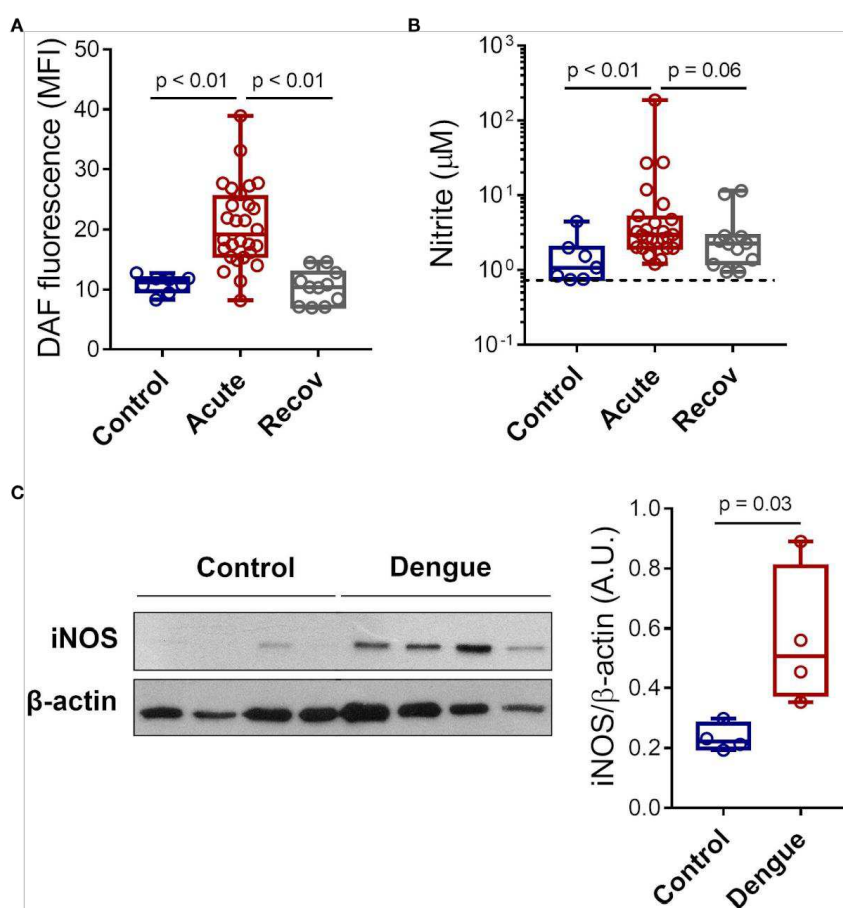 A
DAF fluorescence (MFI)
50
40
30
20
10
0
p < 0.01
p < 0.01
Control
Acute
Recov
B
Nitrite (μM)
10³
10²
10¹
10⁰
10⁻¹
p < 0.01
p = 0.06
Control
Acute
Recov
C
Control
Dengue
iNOS
β-actin
iNOS/β-actin (A.U.)
1.0
0.8
0.6
0.4
0.2
0.0
p = 0.03
Control
Dengue